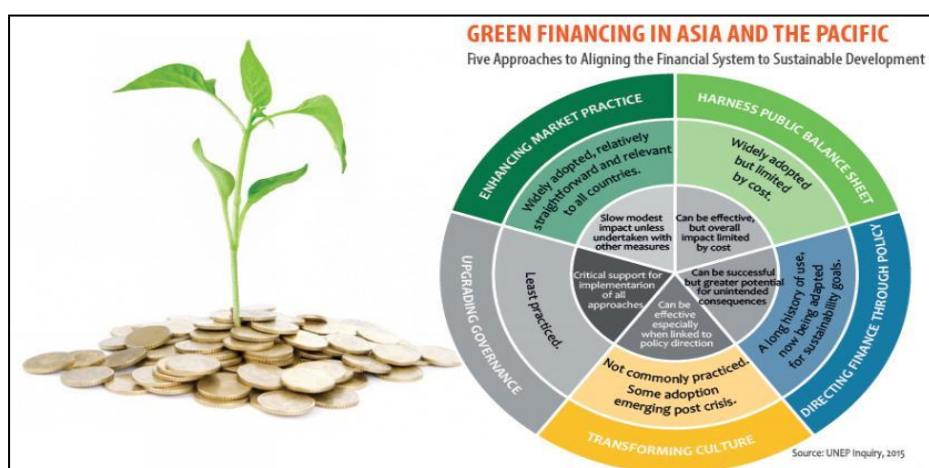 GREEN FINANCING IN ASIA AND THE PACIFIC
Five Approaches to Aligning the Financial System to Sustainable Development
ENHANCING MARKET PRACTICE
Widely adopted, relatively
straightforward and relevant
to all countries.
Slow modest
impact unless
undertaken with
other measures
HARNESS PUBLIC BALANCE SHEET
Widely adopted
but limited
by cost.
Can be effective,
but overall
impact limited
by cost
DIRECTING FINANCE THROUGH POLICY
A long history of use,
now being adapted
for sustainability goals.
Can be successful
but greater potential
for unintended
consequences
TRANSFORMING CULTURE
Not commonly practiced.
Some adoption
emerging post crisis.
Can be
effective
especially
when linked to
policy direction
UPGRADING GOVERNANCE
Least practiced.
Critical support for
implementation
of all
approaches
Source: UNEP Inquiry, 2015